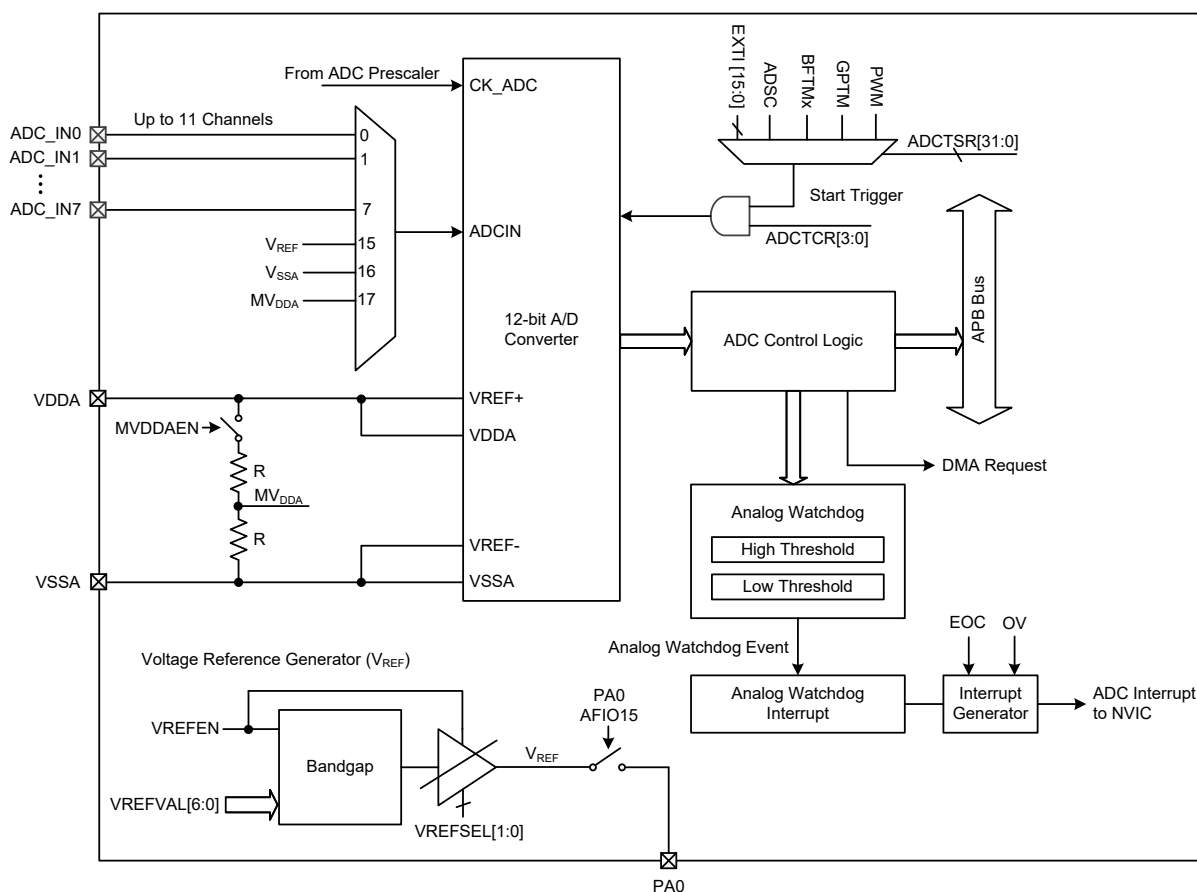 EXTI [15:0]
ADSC
BFTMx
GPTM
PWM
From ADC Prescaler
CK_ADC
ADC_IN0
Up to 11 Channels
0
ADC_IN1
1
ADCTSR[31:0]
ADC_IN7
7
Start Trigger
VREF
15
ADCIN
ADCTCR[3:0]
VSSA
16
MVDDA
17
12-bit A/D
Converter
ADC Control Logic
APB Bus
VDDA
VREF+
MVDDAEN
VDDA
R
DMA Request
MVDDA
Analog Watchdog
R
VREF-
High Threshold
VSSA
VSSA
Low Threshold
EOC
OV
Analog Watchdog Event
Voltage Reference Generator (VREF)
PA0
AFIO15
Analog Watchdog
Interrupt
Interrupt
Generator
ADC Interrupt
to NVIC
VREFEN
Bandgap
VREF
VREFVAL[6:0]
VREFSEL[1:0]
PA0